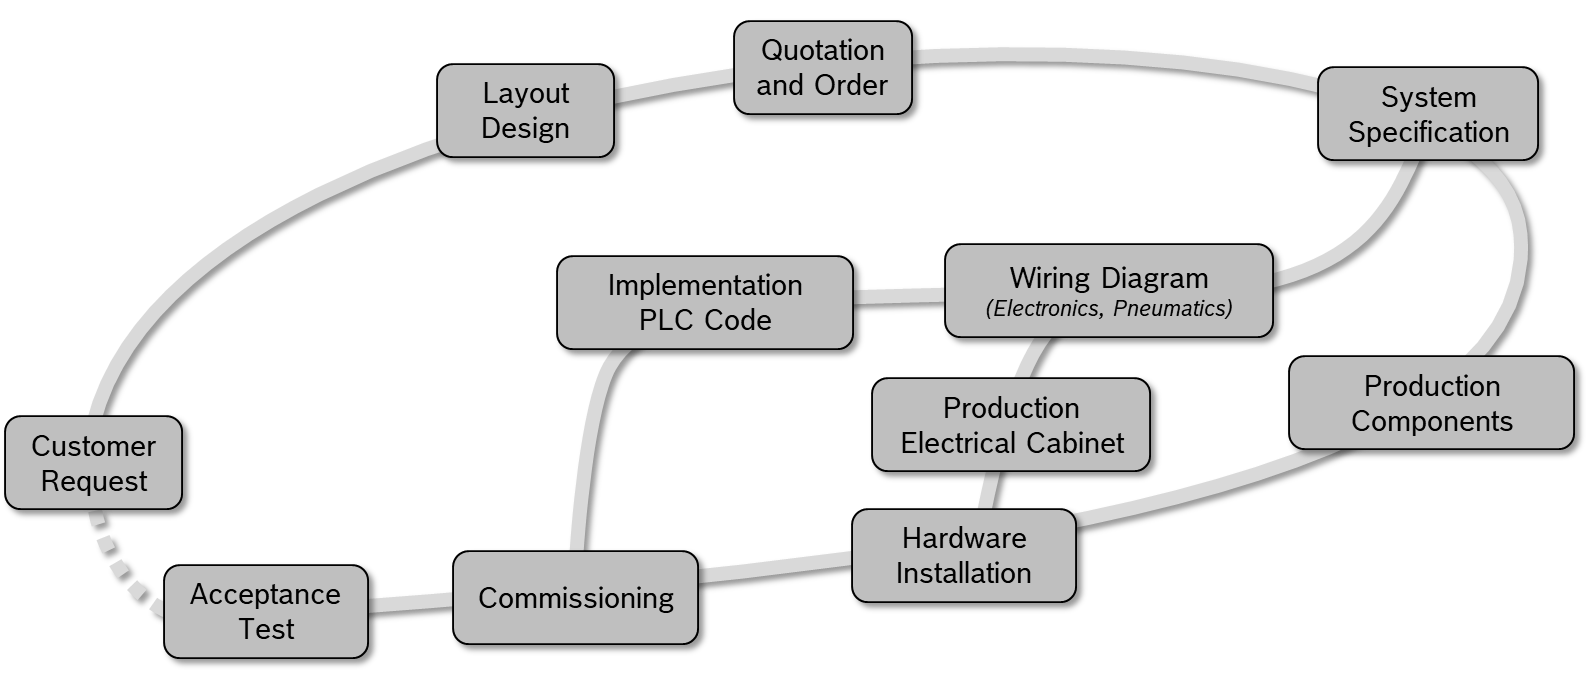 Quotation
and Order
Layout
Design
System
Specification
Implementation
PLC Code
Wiring Diagram
(Electronics, Pneumatics)
Production
Electrical Cabinet
Production
Components
Customer
Request
Hardware
Installation
Commissioning
Acceptance
Test